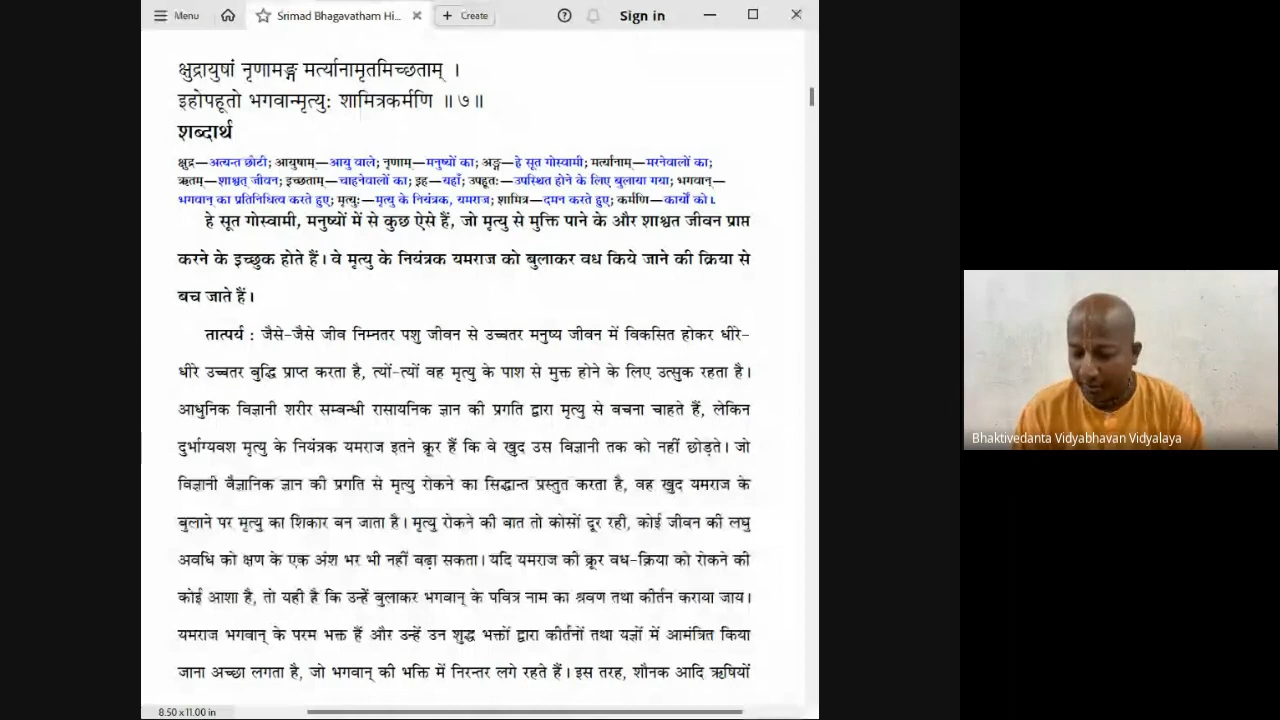 Menu
Srimad Bhagavatham Hi...
Create
Sign in
क्षुद्रायुषां नृणामङ्ग मर्त्यानामृतमिच्छताम् ।
इहोपहूतो भगवान्मृत्युः शामित्रकर्मणि ॥ ७॥
शब्दार्थ
क्षुद्र—अत्यन्त छोटी; आयुषाम्—आयु वाले; नृणाम्—मनुष्यों का; अङ्ग—हे सूत गोस्वामी; मर्त्यानाम्—मरनेवालों का;
ऋतम्—शाश्वत् जीवन; इच्छताम्—चाहनेवालों का; इह—यहाँ; उपहूतः—उपस्थित होने के लिए बुलाया गया; भगवान्—
भगवान् का प्रतिनिधित्व करते हुए; मृत्युः—मृत्यु के नियंत्रक, यमराज; शामित्र—दमन करते हुए; कर्मणि—कार्यों को।
हे सूत गोस्वामी, मनुष्यों में से कुछ ऐसे हैं, जो मृत्यु से मुक्ति पाने के और शाश्वत जीवन प्राप्त
करने के इच्छुक होते हैं। वे मृत्यु के नियंत्रक यमराज को बुलाकर वध किये जाने की क्रिया से
बच जाते हैं।
तात्पर्य : जैसे-जैसे जीव निम्नतर पशु जीवन से उच्चतर मनुष्य जीवन में विकसित होकर धीरे-
धीरे उच्चतर बुद्धि प्राप्त करता है, त्यों-त्यों वह मृत्यु के पाश से मुक्त होने के लिए उत्सुक रहता है।
आधुनिक विज्ञानी शरीर सम्बन्धी रासायनिक ज्ञान की प्रगति द्वारा मृत्यु से बचना चाहते हैं, लेकिन
दुर्भाग्यवश मृत्यु के नियंत्रक यमराज इतने क्रूर हैं कि वे खुद उस विज्ञानी तक को नहीं छोड़ते। जो
विज्ञानी वैज्ञानिक ज्ञान की प्रगति से मृत्यु रोकने का सिद्धान्त प्रस्तुत करता है, वह खुद यमराज के
बुलाने पर मृत्यु का शिकार बन जाता है। मृत्यु रोकने की बात तो कोसों दूर रही, कोई जीवन की लघु
अवधि को क्षण के एक अंश भर भी नहीं बढ़ा सकता। यदि यमराज की क्रूर वध-क्रिया को रोकने की
कोई आशा है, तो यही है कि उन्हें बुलाकर भगवान् के पवित्र नाम का श्रवण तथा कीर्तन कराया जाय।
यमराज भगवान् के परम भक्त हैं और उन्हें उन शुद्ध भक्तों द्वारा कीर्तनों तथा यज्ञों में आमंत्रित किया
जाना अच्छा लगता है, जो भगवान् की भक्ति में निरन्तर लगे रहते हैं। इस तरह, शौनक आदि ऋषियों
8.50 x 11.00 in
Bhaktivedanta Vidyabhavan Vidyalaya